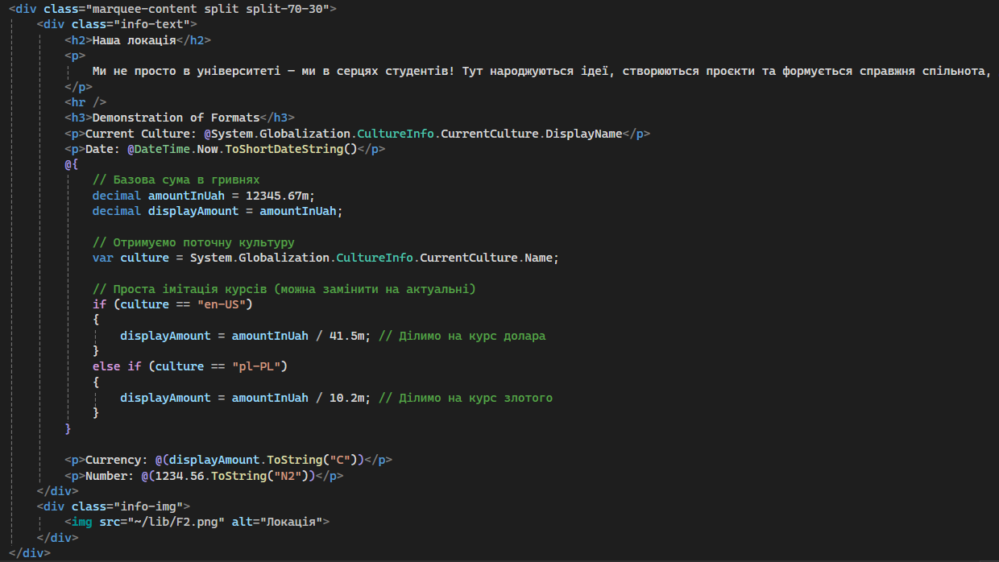 <div class="marquee-content split split-70-30">
<div class="info-text">
<h2>Наша локація</h2>
<p>
Ми не просто в університеті — ми в серцях студентів! Тут народжуються ідеї, створюються проєкти та формується справжня спільнота,
</p>
<hr />
<h3>Demonstration of Formats</h3>
<p>Current Culture: @System.Globalization.CultureInfo.CurrentCulture.DisplayName</p>
<p>Date: @DateTime.Now.ToShortDateString()</p>
@{
// Базова сума в гривнях
decimal amountInUah = 12345.67m;
decimal displayAmount = amountInUah;
// Отримуємо поточну культуру
var culture = System.Globalization.CultureInfo.CurrentCulture.Name;
// Проста імітація курсів (можна замінити на актуальні)
if (culture == "en-US")
{
displayAmount = amountInUah / 41.5m; // Ділимо на курс долара
}
else if (culture == "pl-PL")
{
displayAmount = amountInUah / 10.2m; // Ділимо на курс злотого
}
}
<p>Currency: @(displayAmount.ToString("C"))</p>
<p>Number: @(1234.56.ToString("N2"))</p>
</div>
<div class="info-img">
<img src="~/lib/F2.png" alt="Локація">
</div>
</div>